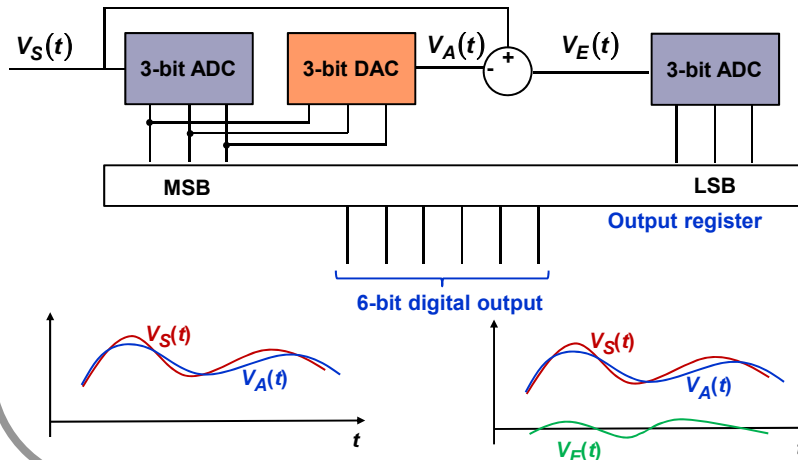 V_S(t)
3-bit ADC
3-bit DAC
V_A(t)
+
-
V_E(t)
3-bit ADC
MSB
LSB
Output register
6-bit digital output
V_S(t)
V_A(t)
t
V_S(t)
V_A(t)
V_E(t)